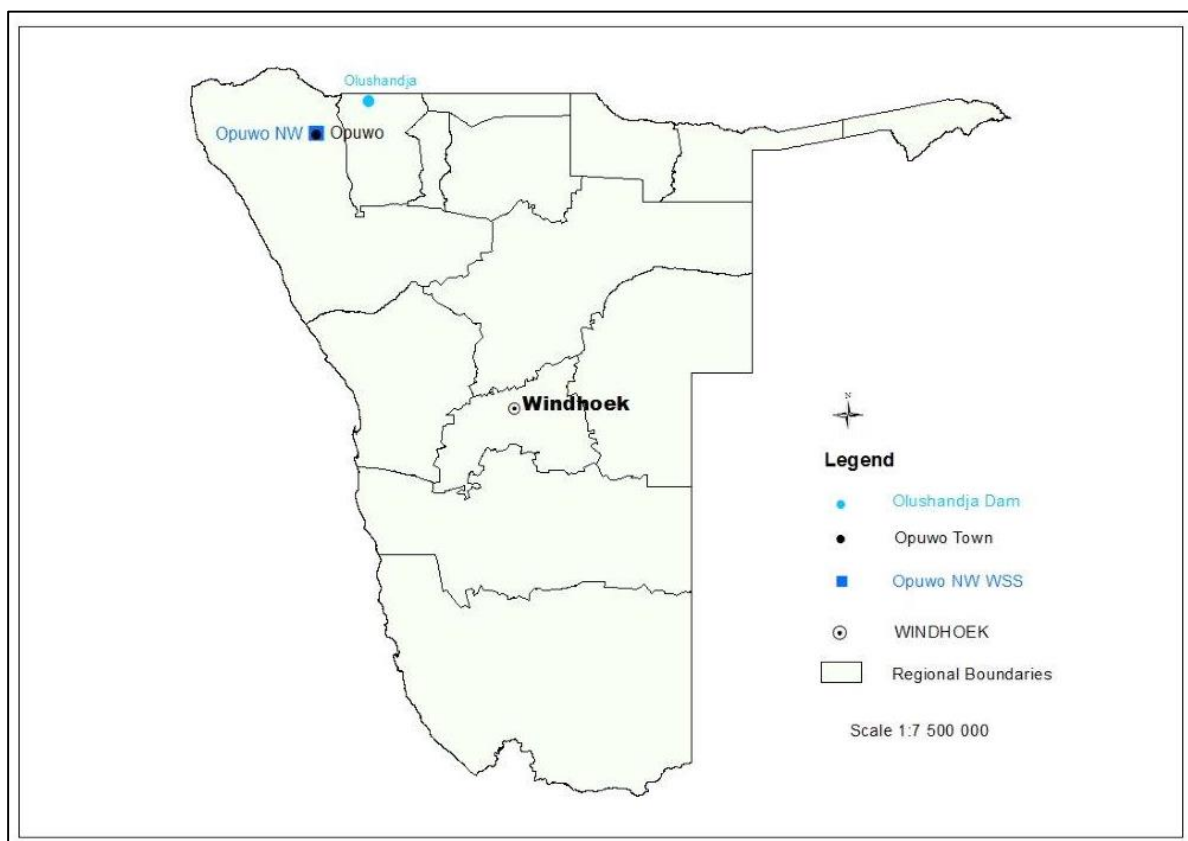 Olushandja
Opuwo NW Opuwo
Windhoek
N
Legend
Olushandja Dam
Opuwo Town
Opuwo NW WSS
WINDHOEK
Regional Boundaries
Scale 1:7 500 000